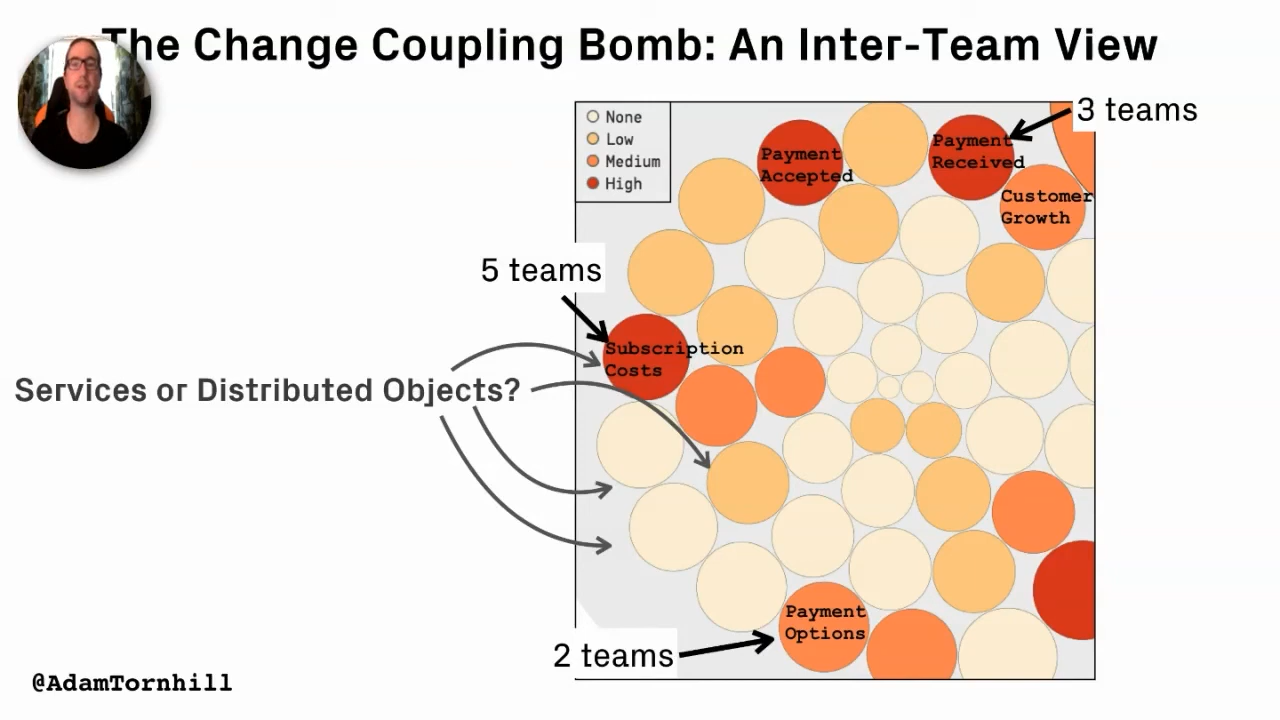 The Change Coupling Bomb: An Inter-Team View
None
Low
Medium
High
3 teams
Payment
Accepted
Payment
Received
Customer
Growth
5 teams
Subscription
Costs
Services or Distributed Objects?
Payment
Options
2 teams
@AdamTornhill